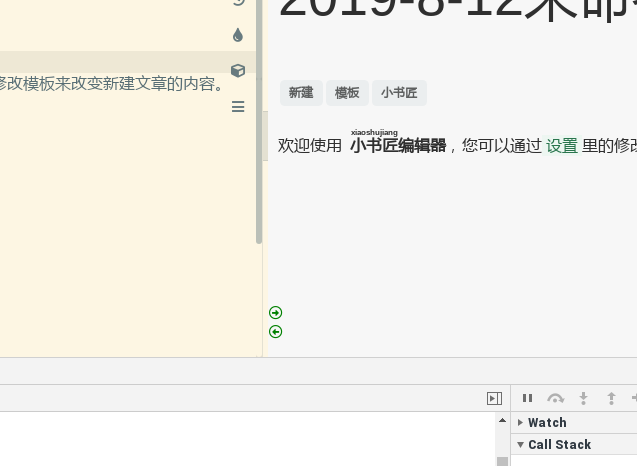 2019-8-12未命
修改模板来改变新建文章的内容。
新建 模板 小书匠
xiaoshujiang
欢迎使用 小书匠编辑器，您可以通过 设置 里的修改
Watch
Call Stack